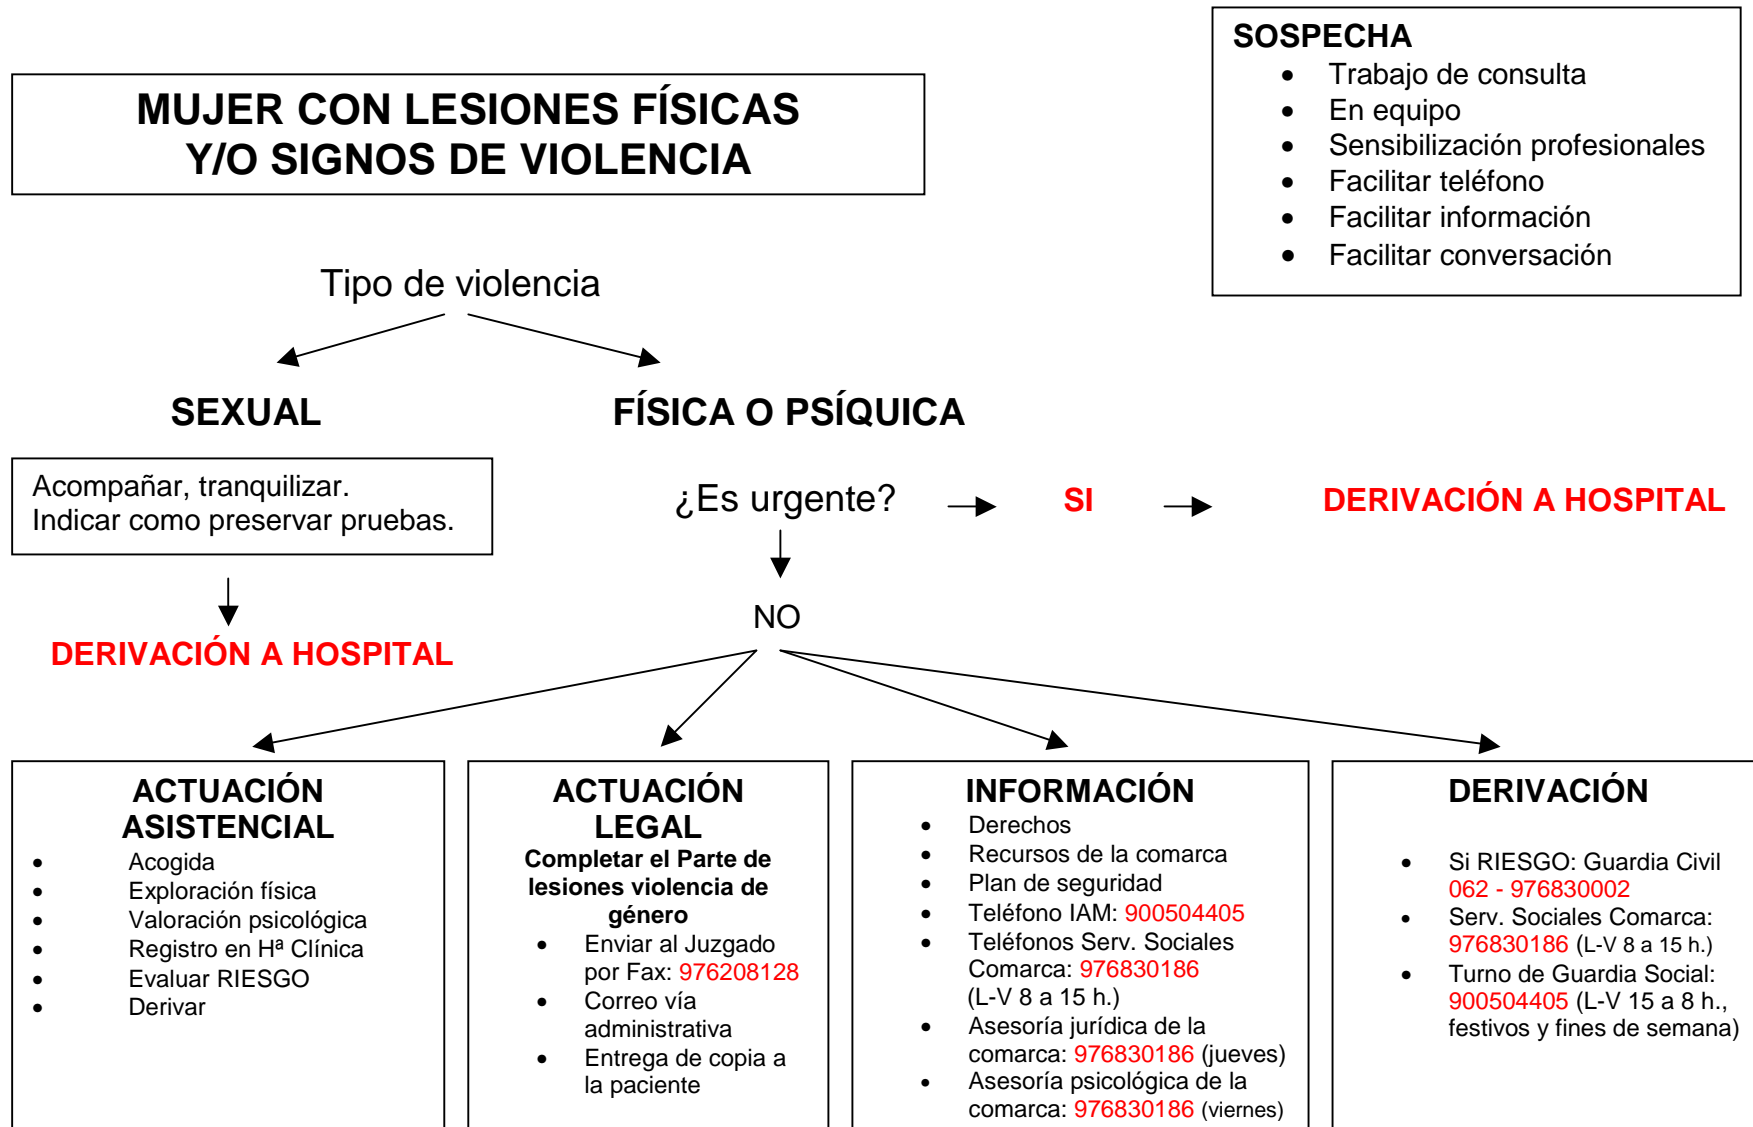 SOSPECHA
• Trabajo de consulta
• En equipo
• Sensibilización profesionales
• Facilitar teléfono
• Facilitar información
• Facilitar conversación
MUJER CON LESIONES FÍSICAS
Y/O SIGNOS DE VIOLENCIA
Tipo de violencia
SEXUAL
FÍSICA O PSÍQUICA
Acompañar, tranquilizar.
Indicar como preservar pruebas.
¿Es urgente?
SI
DERIVACIÓN A HOSPITAL
NO
DERIVACIÓN A HOSPITAL
ACTUACIÓN
ASISTENCIAL
• Acogida
• Exploración física
• Valoración psicológica
• Registro en Hª Clínica
• Evaluar RIESGO
• Derivar
ACTUACIÓN
LEGAL
Completar el Parte de
lesiones violencia de
género
• Enviar al Juzgado
por Fax: 976208128
• Correo vía
administrativa
• Entrega de copia a
la paciente
INFORMACIÓN
• Derechos
• Recursos de la comarca
• Plan de seguridad
• Teléfono IAM: 900504405
• Teléfonos Serv. Sociales
Comarca: 976830186
(L-V 8 a 15 h.)
• Asesoría jurídica de la
comarca: 976830186 (jueves)
• Asesoría psicológica de la
comarca: 976830186 (viernes)
DERIVACIÓN
• Si RIESGO: Guardia Civil
062 - 976830002
• Serv. Sociales Comarca:
976830186 (L-V 8 a 15 h.)
• Turno de Guardia Social:
900504405 (L-V 15 a 8 h.,
festivos y fines de semana)